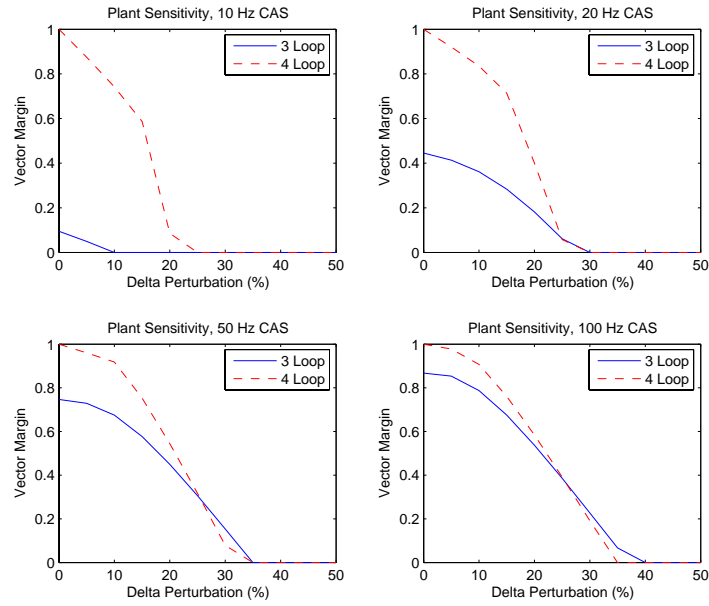 Plant Sensitivity, 10 Hz CAS
1
0.8
0.6
0.4
0.2
0
Vector Margin
3 Loop
4 Loop
0 10 20 30 40 50
Delta Perturbation (%)
Plant Sensitivity, 20 Hz CAS
1
0.8
0.6
0.4
0.2
0
Vector Margin
3 Loop
4 Loop
0 10 20 30 40 50
Delta Perturbation (%)
Plant Sensitivity, 50 Hz CAS
1
0.8
0.6
0.4
0.2
0
Vector Margin
3 Loop
4 Loop
0 10 20 30 40 50
Delta Perturbation (%)
Plant Sensitivity, 100 Hz CAS
1
0.8
0.6
0.4
0.2
0
Vector Margin
3 Loop
4 Loop
0 10 20 30 40 50
Delta Perturbation (%)